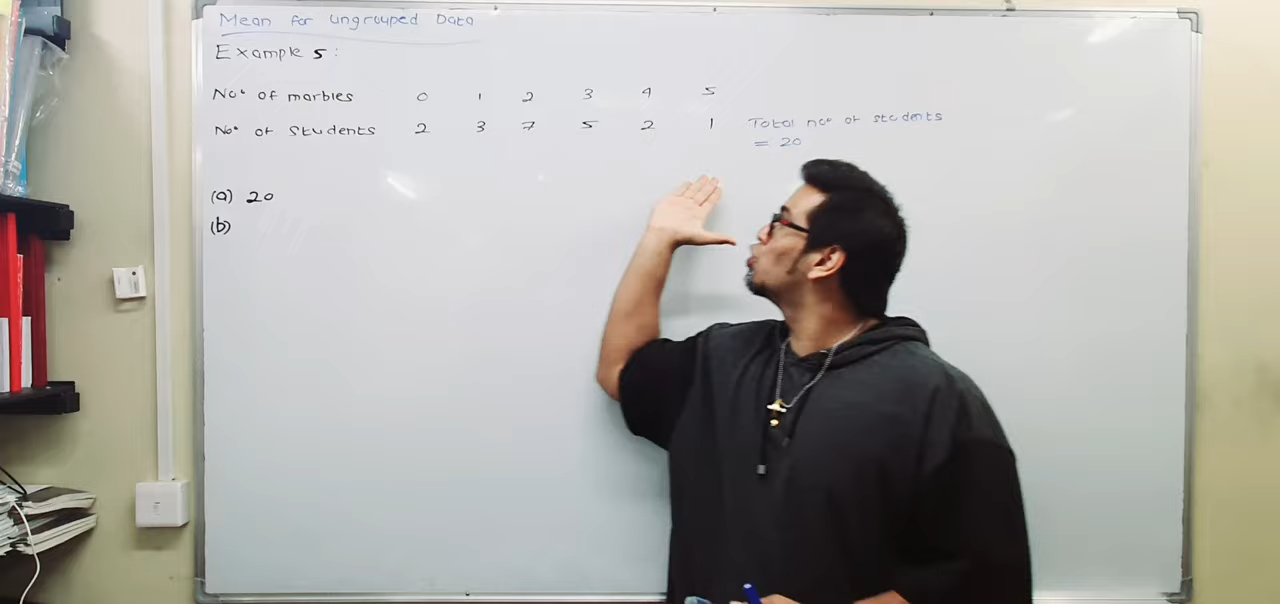 Mean for Ungrouped Data
Example 5:
No. of marbles 0 1 2 3 4 5
No. of students 2 3 7 5 2 1 Total no. of students
= 20
(a) 20
(b)